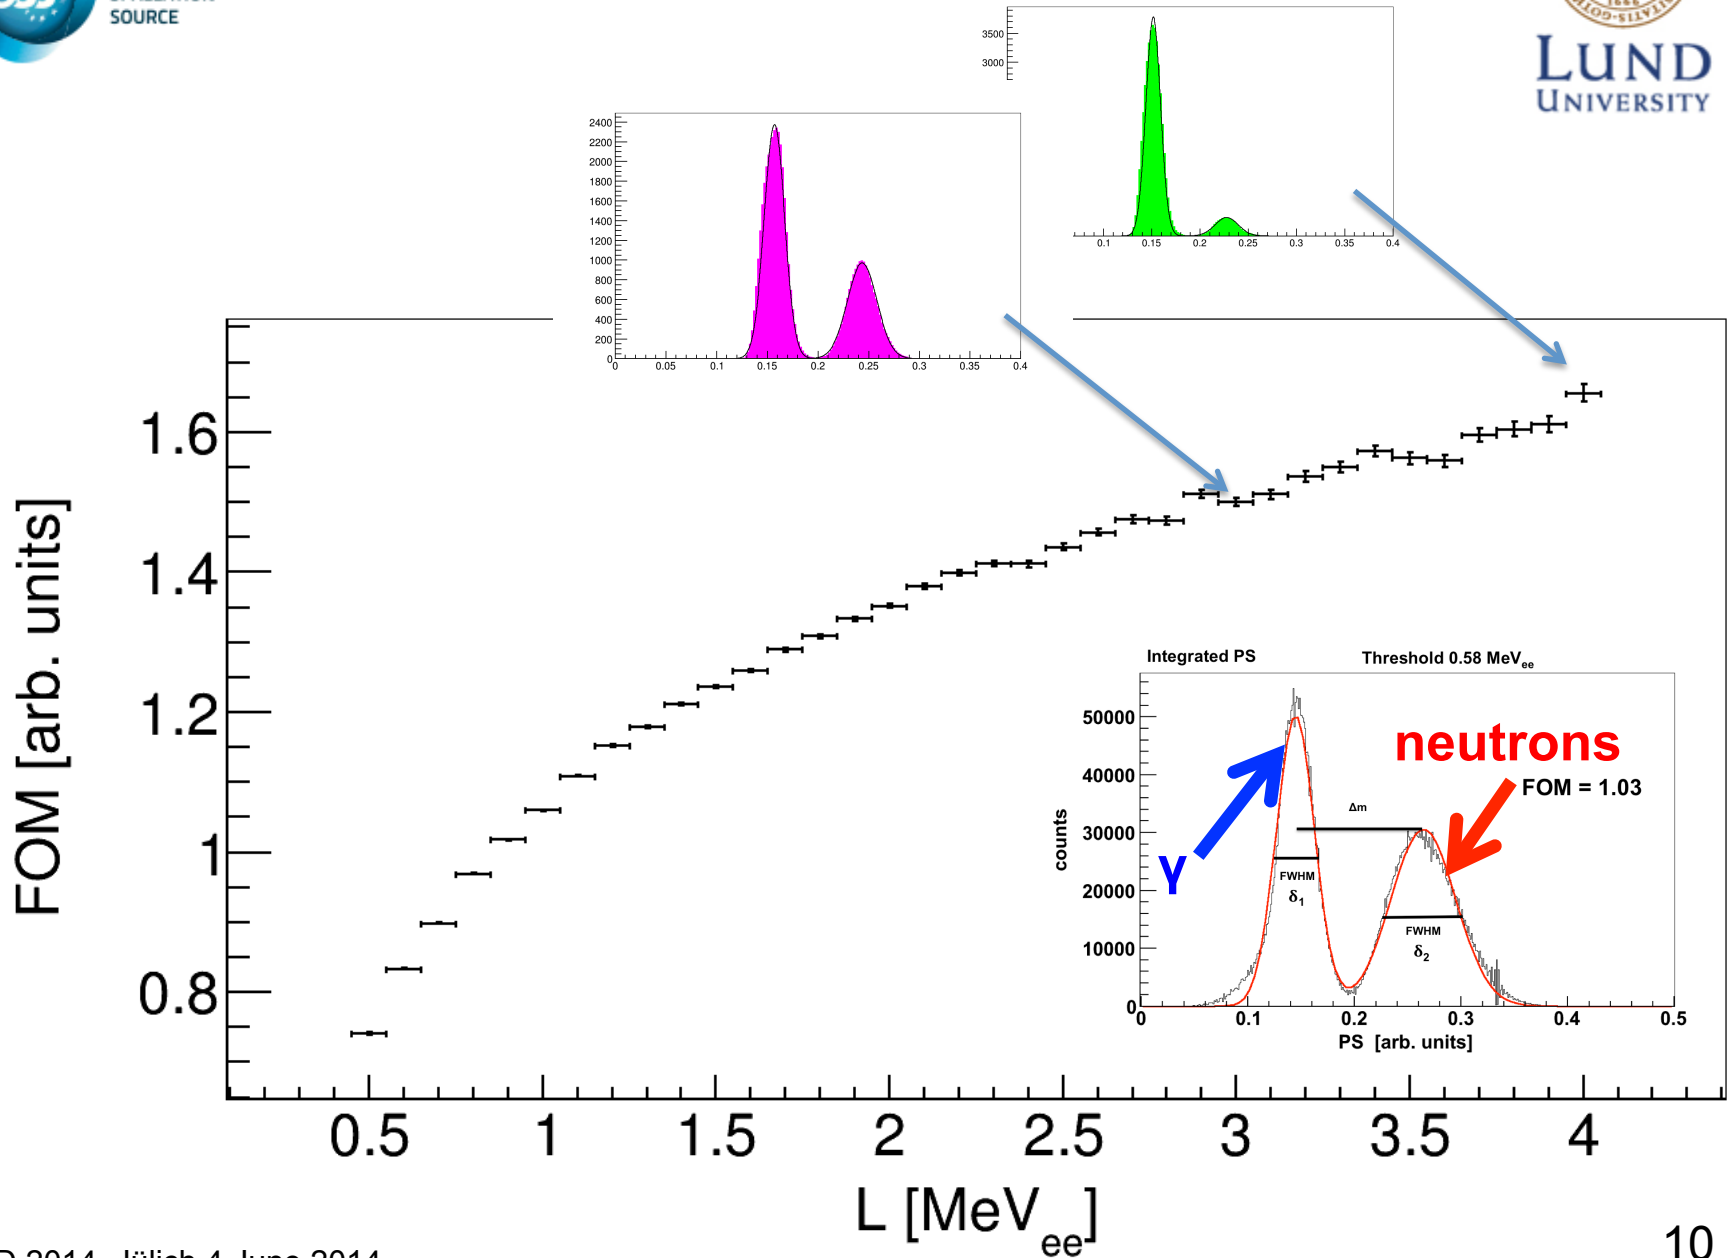 SOURCE
LUND
UNIVERSITY
3500
3000
0.1 0.15 0.2 0.25 0.3 0.35 0.4
2400
2200
2000
1800
1600
1400
1200
1000
800
600
400
200
0
0 0.05 0.1 0.15 0.2 0.25 0.3 0.35 0.4
FOM [arb. units]
1.6
1.4
1.2
1
0.8
0.5 1 1.5 2 2.5 3 3.5 4
L [MeVee]
Integrated PS
Threshold 0.58 MeVee
counts
50000
40000
30000
20000
10000
0
neutrons
FOM = 1.03
γ
Δm
FWHM
δ1
FWHM
δ2
0 0.1 0.2 0.3 0.4 0.5
PS [arb. units]
2014, Jülich 4 June 2014
10